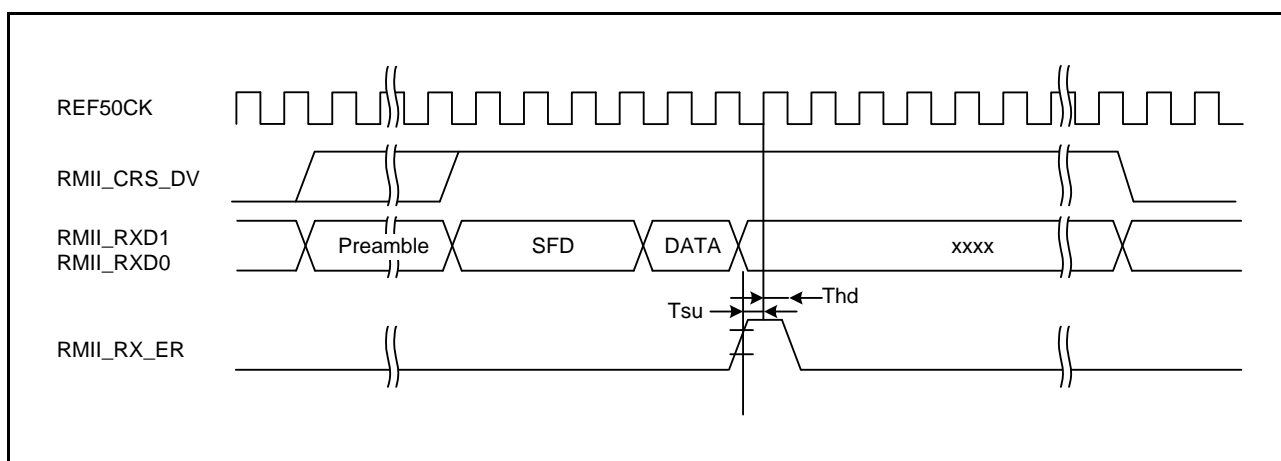 REF50CK
RMII_CRS_DV
RMII_RXD1
RMII_RXD0
Preamble
SFD
DATA
xxxx
Thd
Tsu
RMII_RX_ER